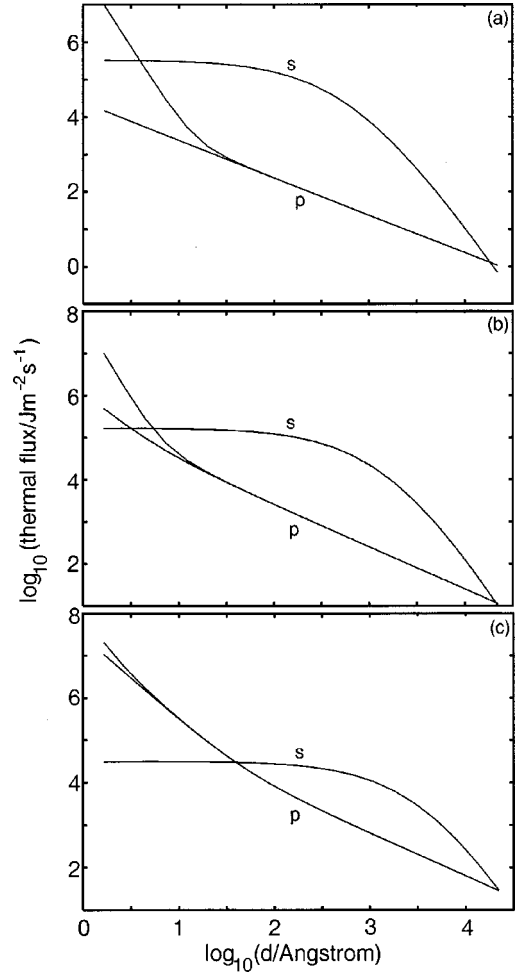 (a)
6
4
2
0
s
p
(b)
8
6
4
2
s
p
(c)
8
6
4
2
s
p
0 1 2 3 4
log10(d/Angstrom)
log10(thermal flux/Jm−2s−1)